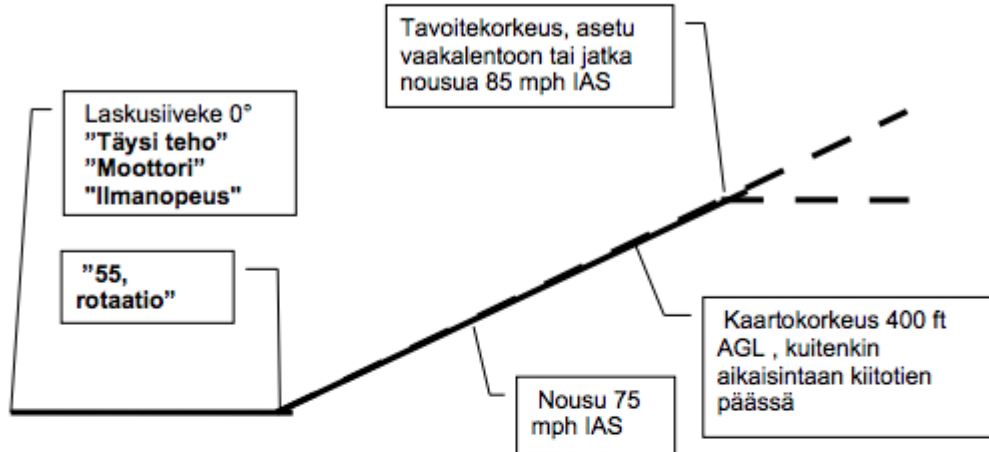 Tavoitekorkeus, asetu
vaakalentoon tai jatka
nousua 85 mph IAS
Laskusiiveke 0°
”Täysi teho”
”Moottori”
"Ilmanopeus"
”55,
rotaatio”
Kaartokorkeus 400 ft
AGL , kuitenkin
aikaisintaan kiitotien
päässä
Nousu 75
mph IAS